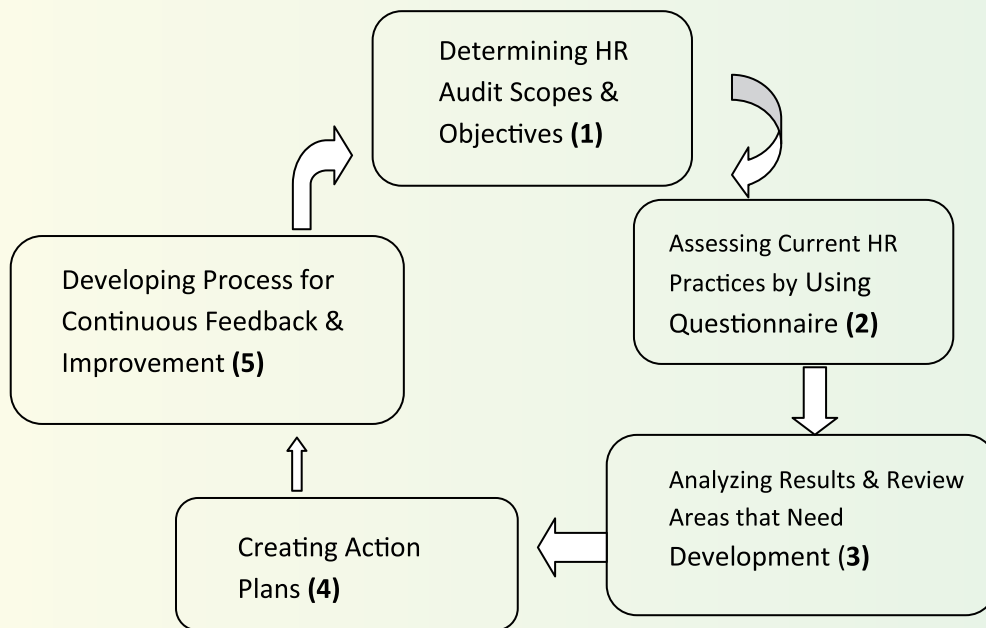 Determining HR
Audit Scopes &
Objectives (1)
Assessing Current HR
Practices by Using
Questionnaire (2)
Analyzing Results & Review
Areas that Need
Development (3)
Creating Action
Plans (4)
Developing Process for
Continuous Feedback &
Improvement (5)